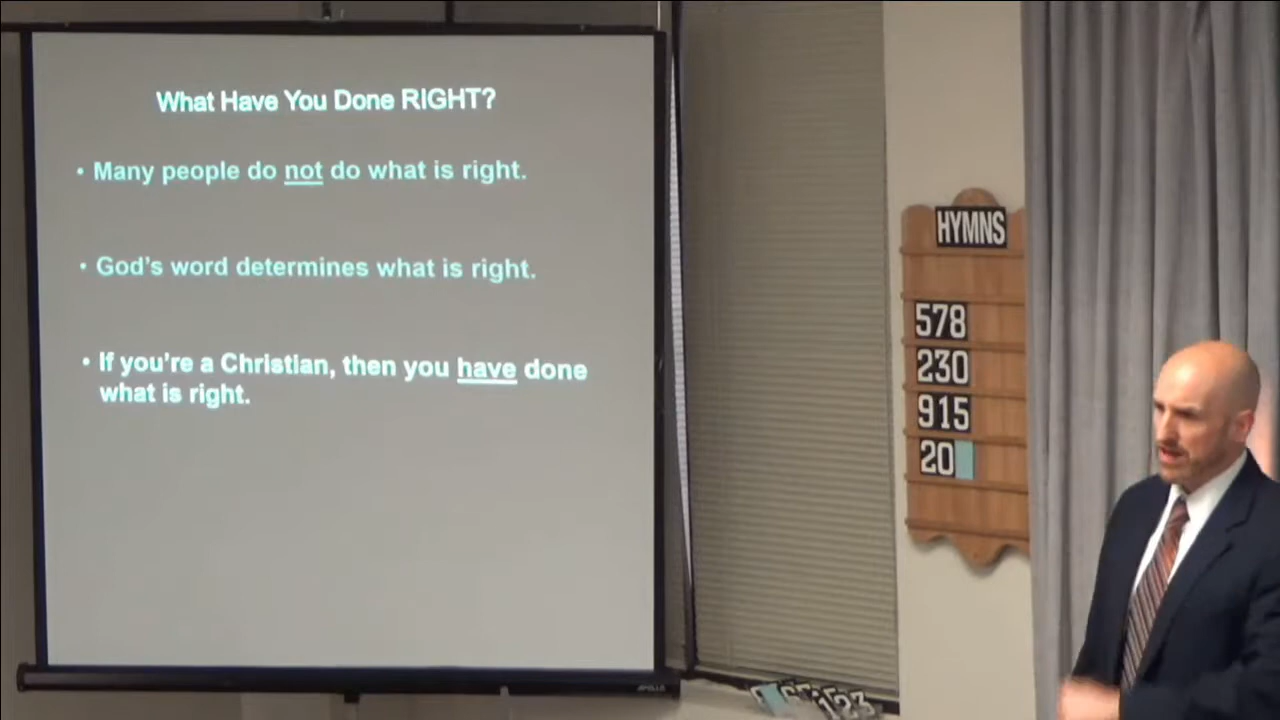 What Have You Done RIGHT?
• Many people do not do what is right.
• God's word determines what is right.
• If you're a Christian, then you have done
what is right.
HYMNS
578
230
915
20
APOLLO